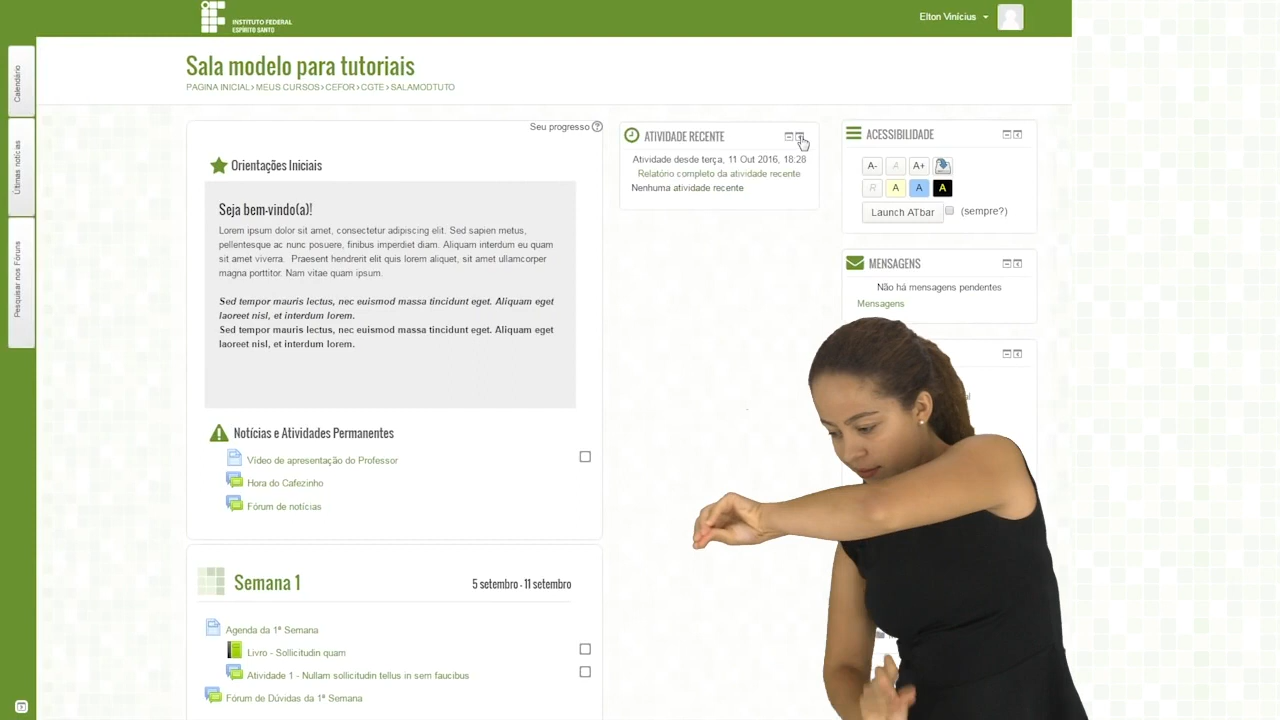 INSTITUTO FEDERAL
ESPÍRITO SANTO
Elton Vinícius
Calendário
Últimas notícias
Pesquisar nos Fóruns
Sala modelo para tutoriais
PÁGINA INICIAL › MEUS CURSOS › CEFOR › CGTE › SALAMODTUTO
Seu progresso
Orientações Iniciais
Seja bem-vindo(a)!
Lorem ipsum dolor sit amet, consectetur adipiscing elit. Sed sapien metus,
pellentesque ac nunc posuere, finibus imperdiet diam. Aliquam interdum eu quam
sit amet viverra. Praesent hendrerit elit quis lorem aliquet, sit amet ullamcorper
magna porttitor. Nam vitae quam ipsum.
Sed tempor mauris lectus, nec euismod massa tincidunt eget. Aliquam eget
laoreet nisl, et interdum lorem.
Sed tempor mauris lectus, nec euismod massa tincidunt eget. Aliquam eget
laoreet nisl, et interdum lorem.
Notícias e Atividades Permanentes
Vídeo de apresentação do Professor
Hora do Cafezinho
Fórum de notícias
Semana 1
5 setembro - 11 setembro
Agenda da 1ª Semana
Livro - Sollicitudin quam
Atividade 1 - Nullam sollicitudin tellus in sem faucibus
Fórum de Dúvidas da 1ª Semana
ATIVIDADE RECENTE
Atividade desde terça, 11 Out 2016, 18:28
Relatório completo da atividade recente
Nenhuma atividade recente
ACESSIBILIDADE
A- A A+
R A A A
Launch ATbar (sempre?)
MENSAGENS
Não há mensagens pendentes
Mensagens